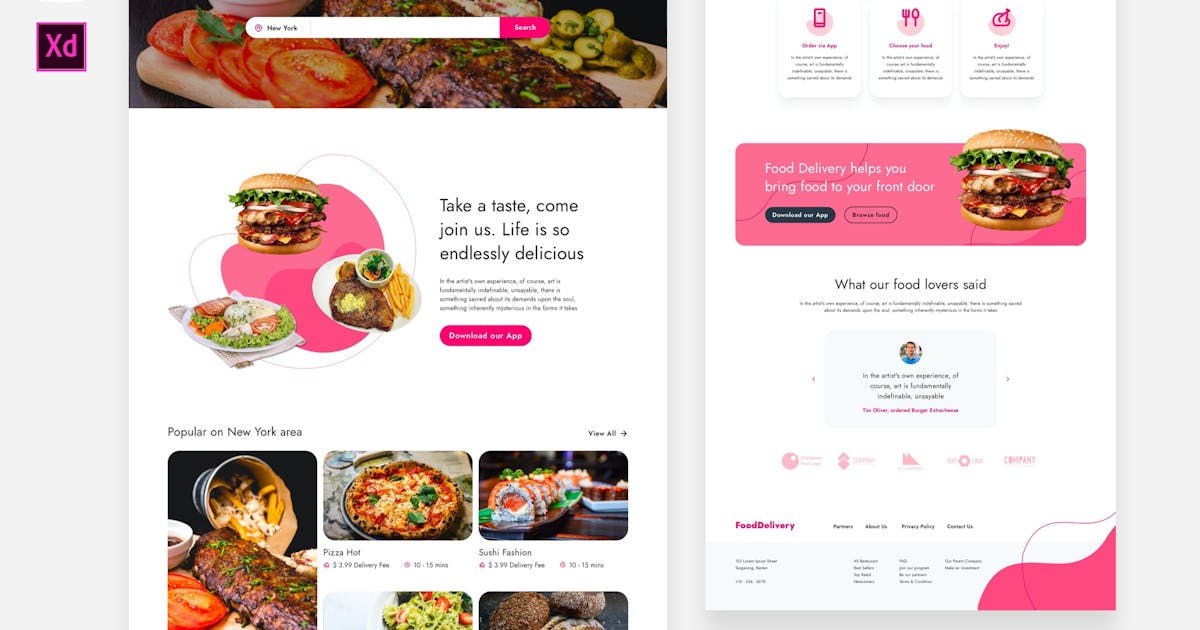 Xd
New York
Search
Take a taste, come
join us. Life is so
endlessly delicious
In the artist's own experience, of course, art is
fundamentally indefinable, unsayable; there is
something sacred about its demands upon the soul,
something inherently mysterious in the forms it takes
Download our App
Popular on New York area
View All
Pizza Hot
$ 3.99 Delivery Fee
10 - 15 mins
Sushi Fashion
$ 3.99 Delivery Fee
10 - 15 mins
Order via App
In the artist's own experience, of
course, art is fundamentally
indefinable, unsayable, there is
something sacred about its demands
Choose your food
In the artist's own experience, of
course, art is fundamentally
indefinable, unsayable, there is
something sacred about its demands
Enjoy!
In the artist's own experience, of
course, art is fundamentally
indefinable, unsayable, there is
something sacred about its demands
Food Delivery helps you
bring food to your front door
Download our App
Browse food
What our food lovers said
In the artist's own experience, of course, art is fundamentally indefinable, unsayable; there is something sacred
about its demands upon the soul, something inherently mysterious in the forms it takes
In the artist's own experience, of
course, art is fundamentally
indefinable, unsayable
Tim Oliver, ordered Burger Extracheese
Company
Text Logo
COMPANY
TEXT LOGO
COMPANY
FoodDelivery
Partners
About Us
Privacy Policy
Contact Us
123 Lorem Ipsum Street
Tangerang, Banten
All Restaurant
Best Sellers
Top Rated
Newcomers
FAQ
Join our program
Be our partners
Terms & Condition
Our Parent Company
Make an Investment